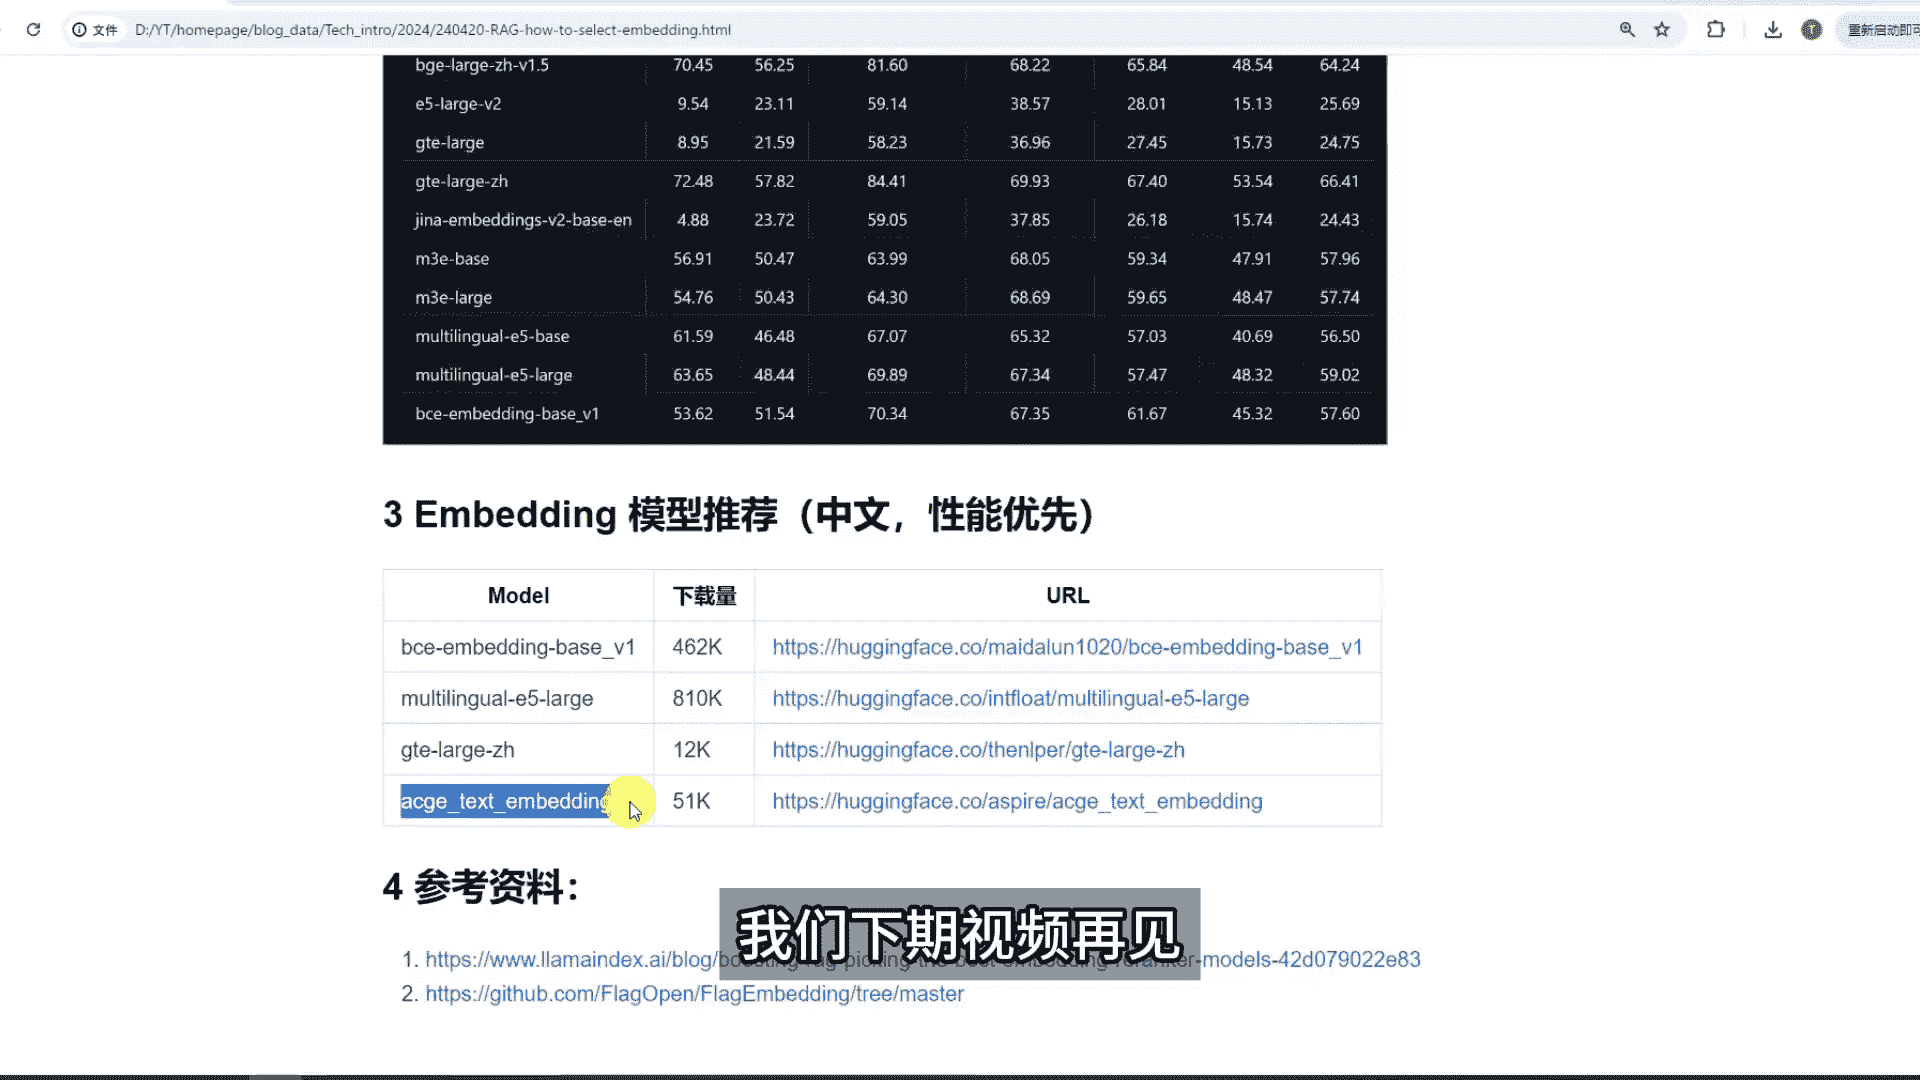 文件 D:/YT/homepage/blog_data/Tech_intro/2024/240420-RAG-how-to-select-embedding.html
bge-large-zh-v1.5 70.45 56.25 81.60 68.22 65.84 48.54 64.24
e5-large-v2 9.54 23.11 59.14 38.57 28.01 15.13 25.69
gte-large 8.95 21.59 58.23 36.96 27.45 15.73 24.75
gte-large-zh 72.48 57.82 84.41 69.93 67.40 53.54 66.41
jina-embeddings-v2-base-en 4.88 23.72 59.05 37.85 26.18 15.74 24.43
m3e-base 56.91 50.47 63.99 68.05 59.34 47.91 57.96
m3e-large 54.76 50.43 64.30 68.69 59.65 48.47 57.74
multilingual-e5-base 61.59 46.48 67.07 65.32 57.03 40.69 56.50
multilingual-e5-large 63.65 48.44 69.89 67.34 57.47 48.32 59.02
bce-embedding-base_v1 53.62 51.54 70.34 67.35 61.67 45.32 57.60
3 Embedding 模型推荐（中文，性能优先）
Model 下载量 URL
bce-embedding-base_v1 462K https://huggingface.co/maidalun1020/bce-embedding-base_v1
multilingual-e5-large 810K https://huggingface.co/intfloat/multilingual-e5-large
gte-large-zh 12K https://huggingface.co/thenlper/gte-large-zh
acge_text_embedding 51K https://huggingface.co/aspire/acge_text_embedding
4 参考资料：
我们下期视频再见
1. https://www.llamaindex.ai/blog/boosting-rag-picking-the-best-embedding-reranker-models-42d079022e83
2. https://github.com/FlagOpen/FlagEmbedding/tree/master